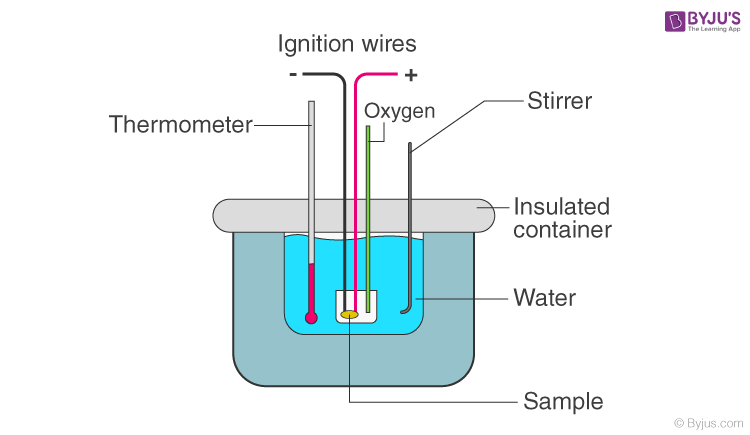 BYJU'S
The Learning App
Ignition wires
- +
Oxygen
Stirrer
Thermometer
Insulated
container
Water
Sample
© Byjus.com